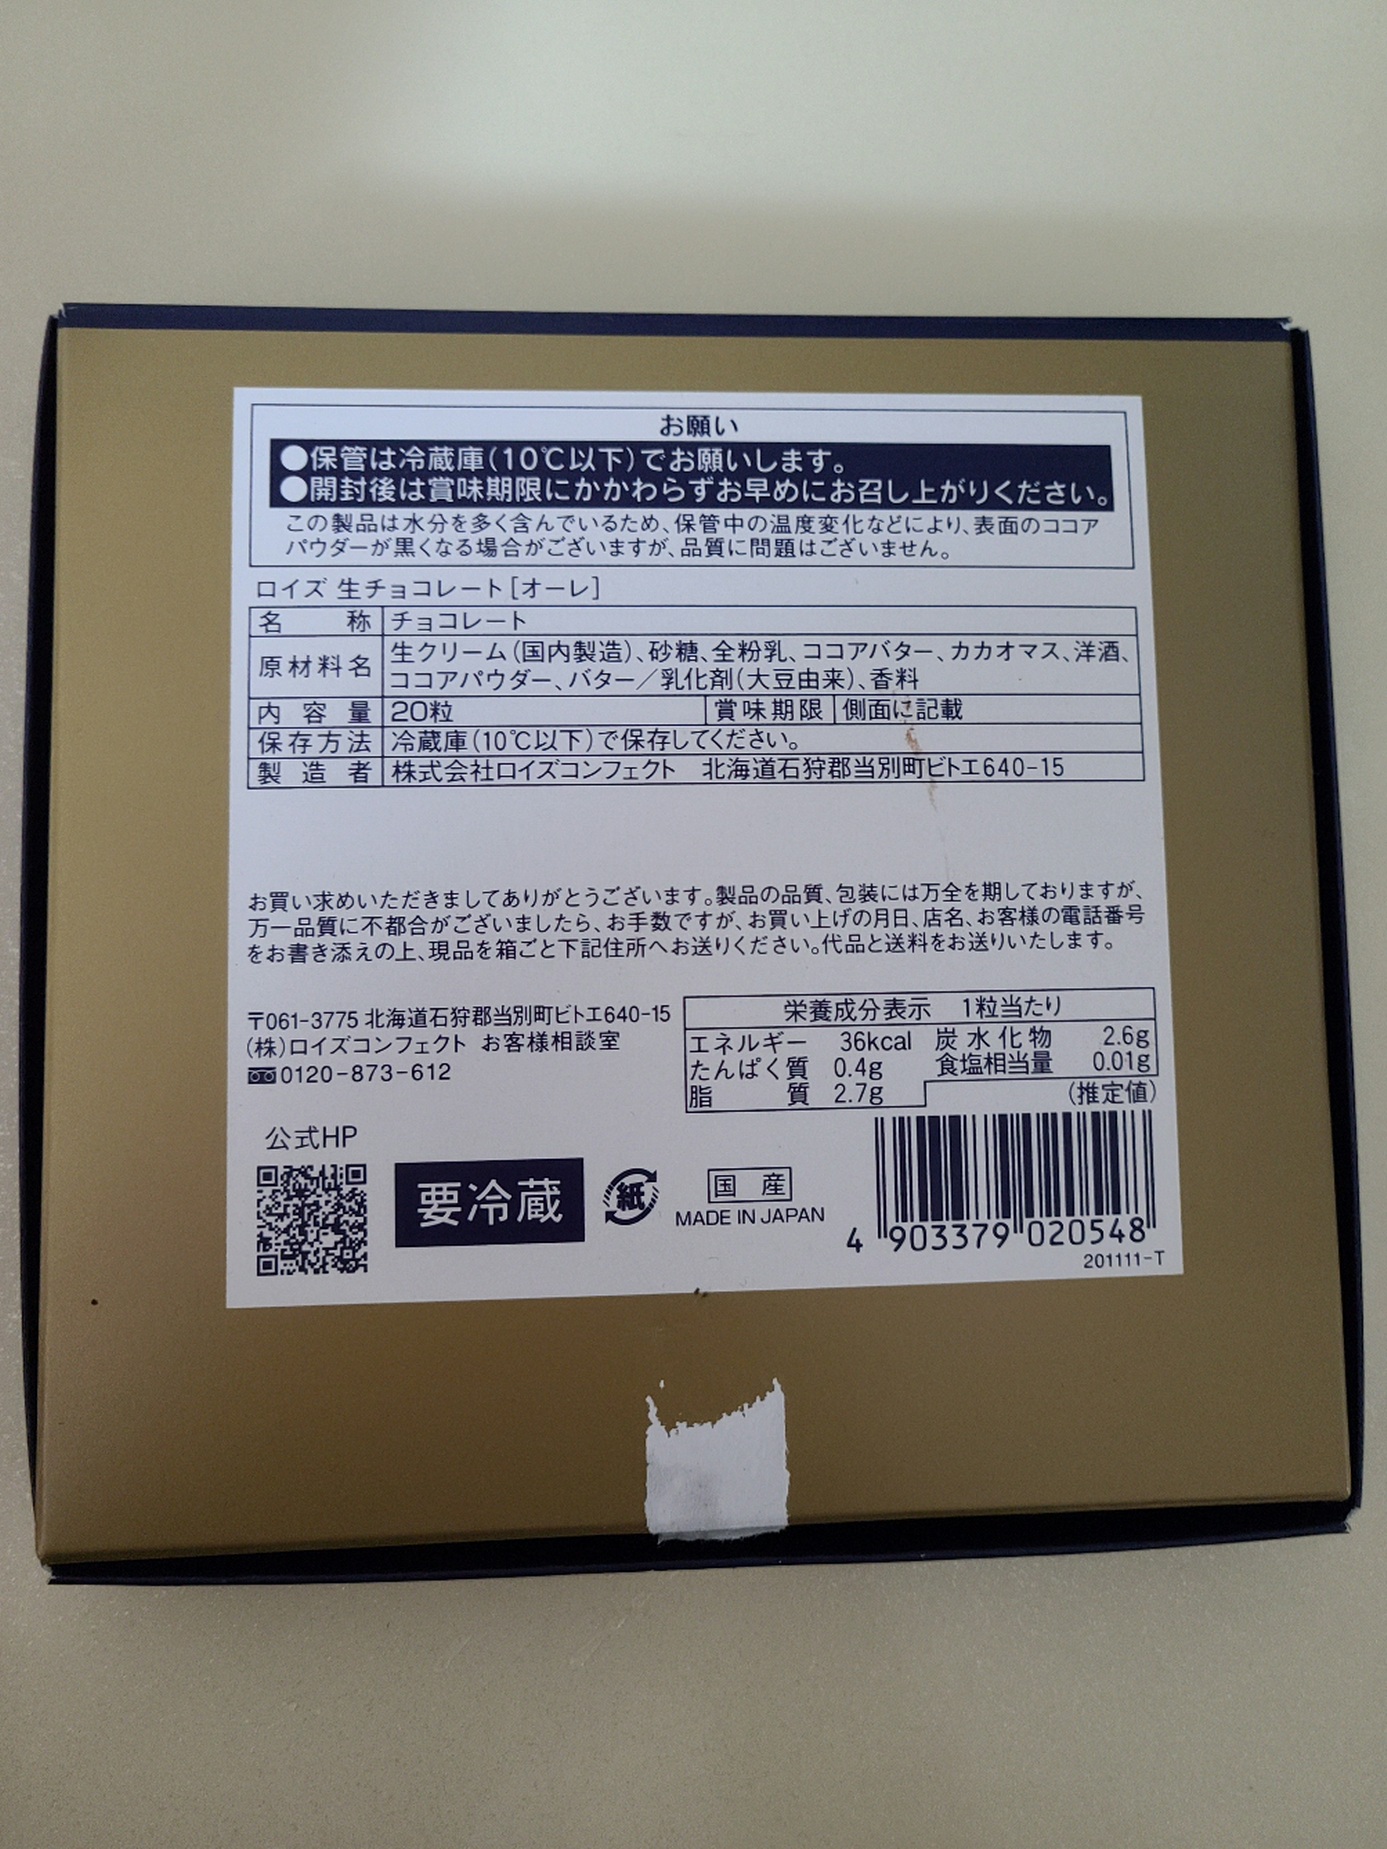 お願い
●保管は冷蔵庫(10℃以下)でお願いします。
●開封後は賞味期限にかかわらずお早めにお召し上がりください。
この製品は水分を多く含んでいるため、保管中の温度変化などにより、表面のココア
パウダーが黒くなる場合がございますが、品質に問題はございません。
ロイズ 生チョコレート[オーレ]
名称 チョコレート
原材料名 生クリーム(国内製造)、砂糖、全粉乳、ココアバター、カカオマス、洋酒、
ココアパウダー、バター/乳化剤(大豆由来)、香料
内容量 20粒 賞味期限 側面に記載
保存方法 冷蔵庫(10℃以下)で保存してください。
製造者 株式会社ロイズコンフェクト 北海道石狩郡当別町ビトエ640-15
お買い求めいただきましてありがとうございます。製品の品質、包装には万全を期しておりますが、
万一品質に不都合がございましたら、お手数ですが、お買い上げの月日、店名、お客様の電話番号
をお書き添えの上、現品を箱ごと下記住所へお送りください。代品と送料をお送りいたします。
〒061-3775 北海道石狩郡当別町ビトエ640-15
(株)ロイズコンフェクト お客様相談室
0120-873-612
栄養成分表示 1粒当たり
エネルギー 36kcal 炭水化物 2.6g
たんぱく質 0.4g 食塩相当量 0.01g
脂質 2.7g (推定値)
公式HP
要冷蔵
紙
国産
MADE IN JAPAN
4 903379 020548
201111-T